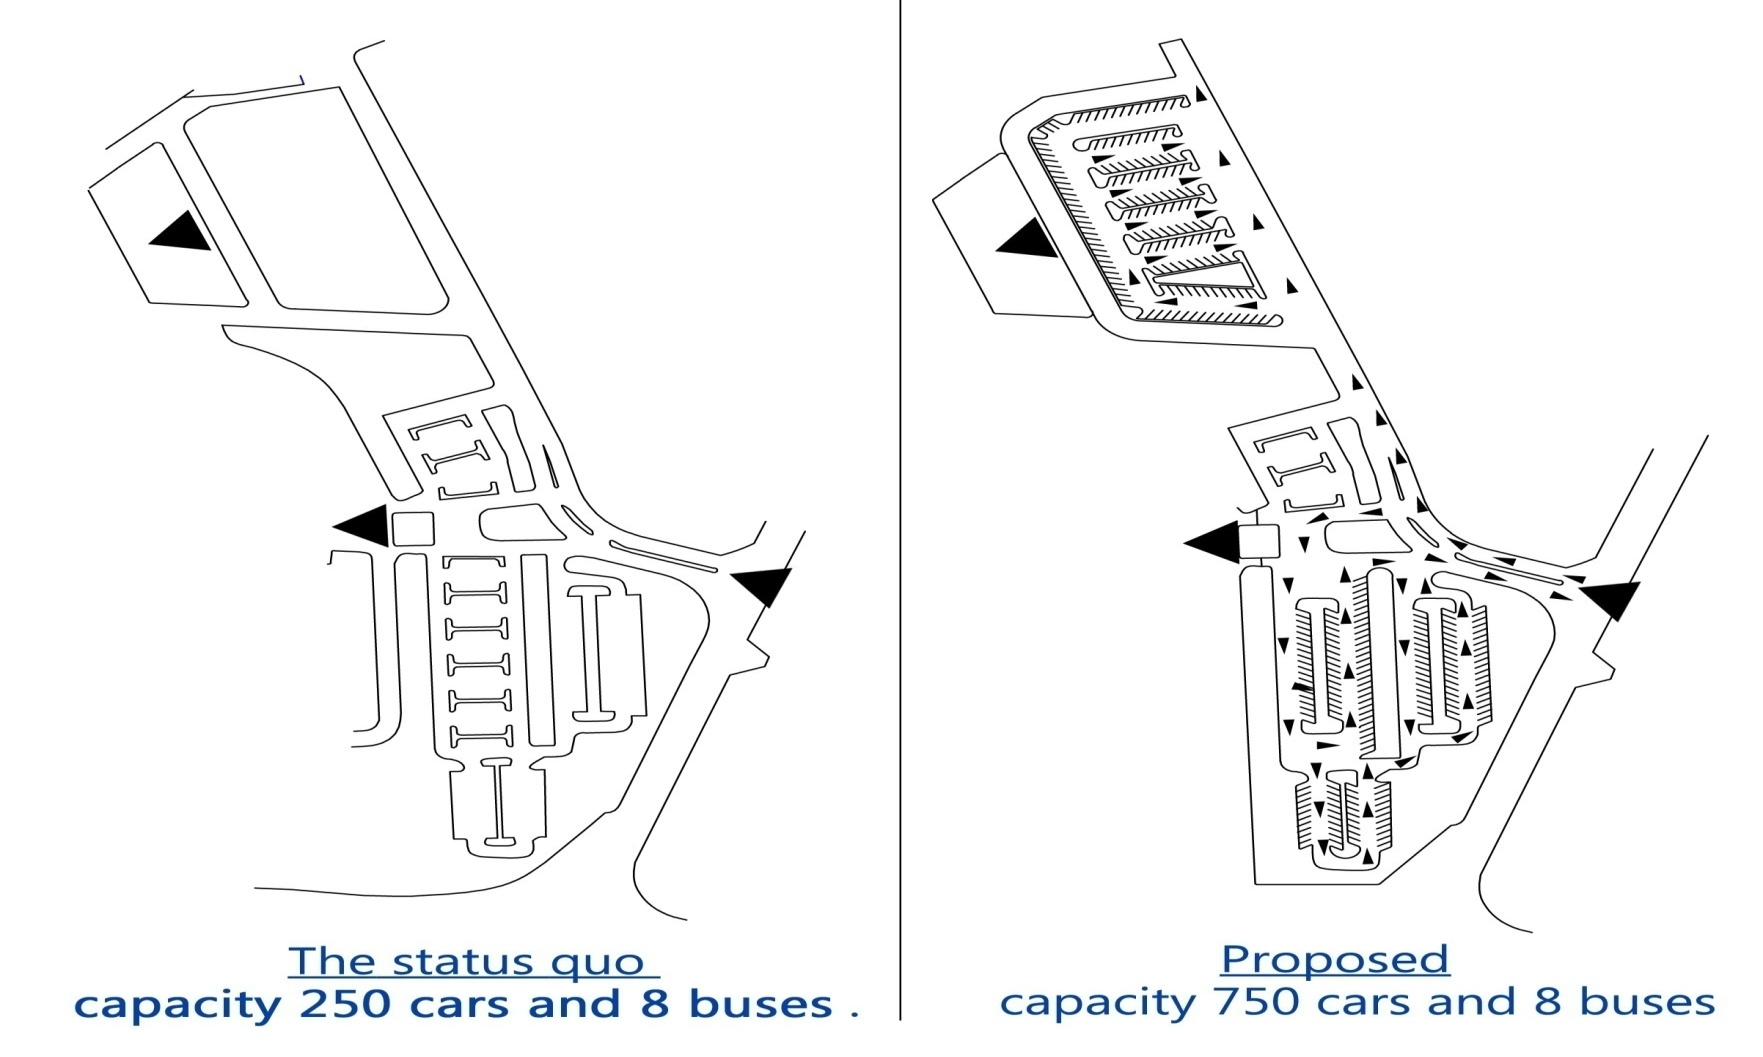 The status quo
capacity 250 cars and 8 buses .
Proposed
capacity 750 cars and 8 buses